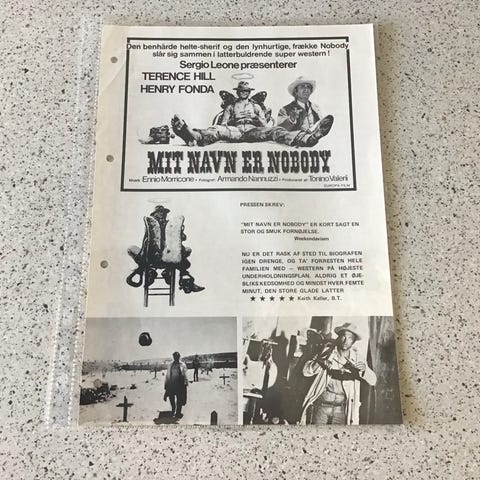 Den benhårde helte-sherif og den lynhurtige, frække Nobody
slår sig sammen i latterbuldrende super western!
Sergio Leone præsenterer
TERENCE HILL
HENRY FONDA
MIT NAVN ER NOBODY
Musik Ennio Morricone • Fotograf: Armando Nannuzzi • Produceret af Tonino Valerii
EUROPA FILM
PRESSEN SKREV:
"MIT NAVN ER NOBODY" ER KORT SAGT EN
STOR OG SMUK FORNØJELSE.
Weekendavisen
NU ER DET RASK AF STED TIL BIOGRAFEN
IGEN DRENGE, OG TA' FORRESTEN HELE
FAMILIEN MED – WESTERN PÅ HØJESTE
UNDERHOLDNINGSPLAN. ALDRIG ET ØJE-
BLIKS KEDSOMHED OG MINDST HVER FEMTE
MINUT, DEN STORE GLADE LATTER
★ ★ ★ ★ ★ Keith Keller, B.T.